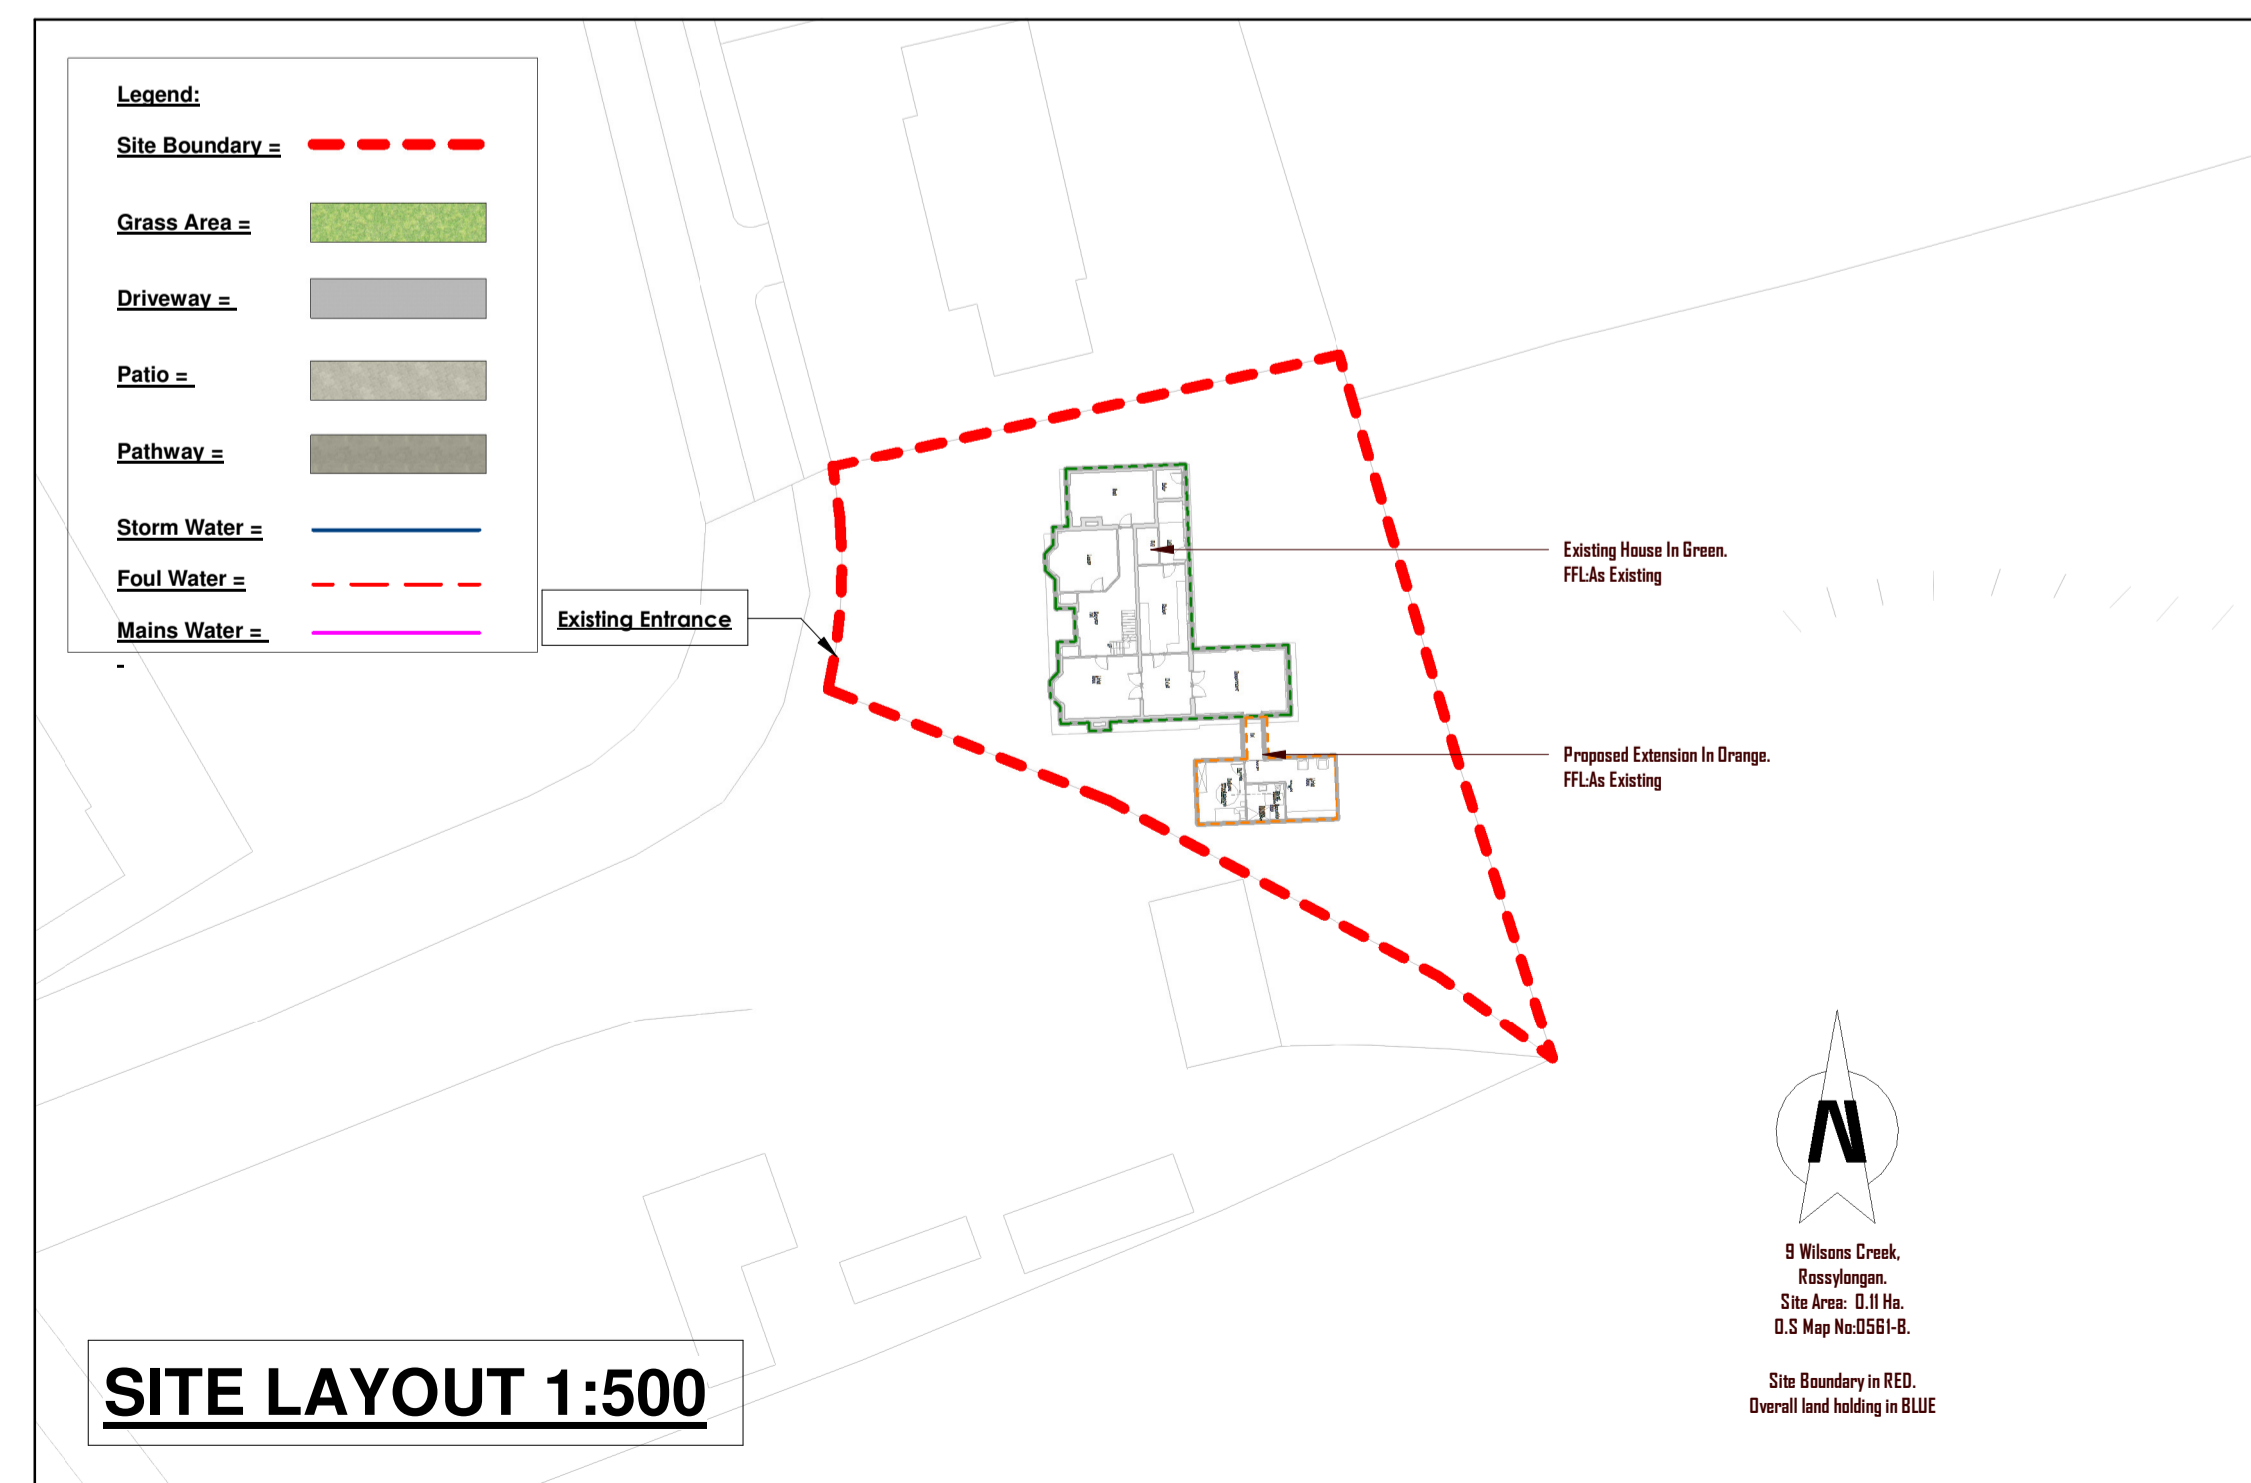 Legend:
Site Boundary =
Grass Area =
Driveway =
Patio =
Pathway =
Storm Water =
Foul Water =
Mains Water =
Existing Entrance
Existing House In Green.
FFL:As Existing
Proposed Extension In Orange.
FFL:As Existing
N
9 Wilsons Creek,
Rossylongan.
Site Area: 0.11 Ha.
O.S Map No:0561-B.
Site Boundary in RED.
Overall land holding in BLUE
SITE LAYOUT 1:500